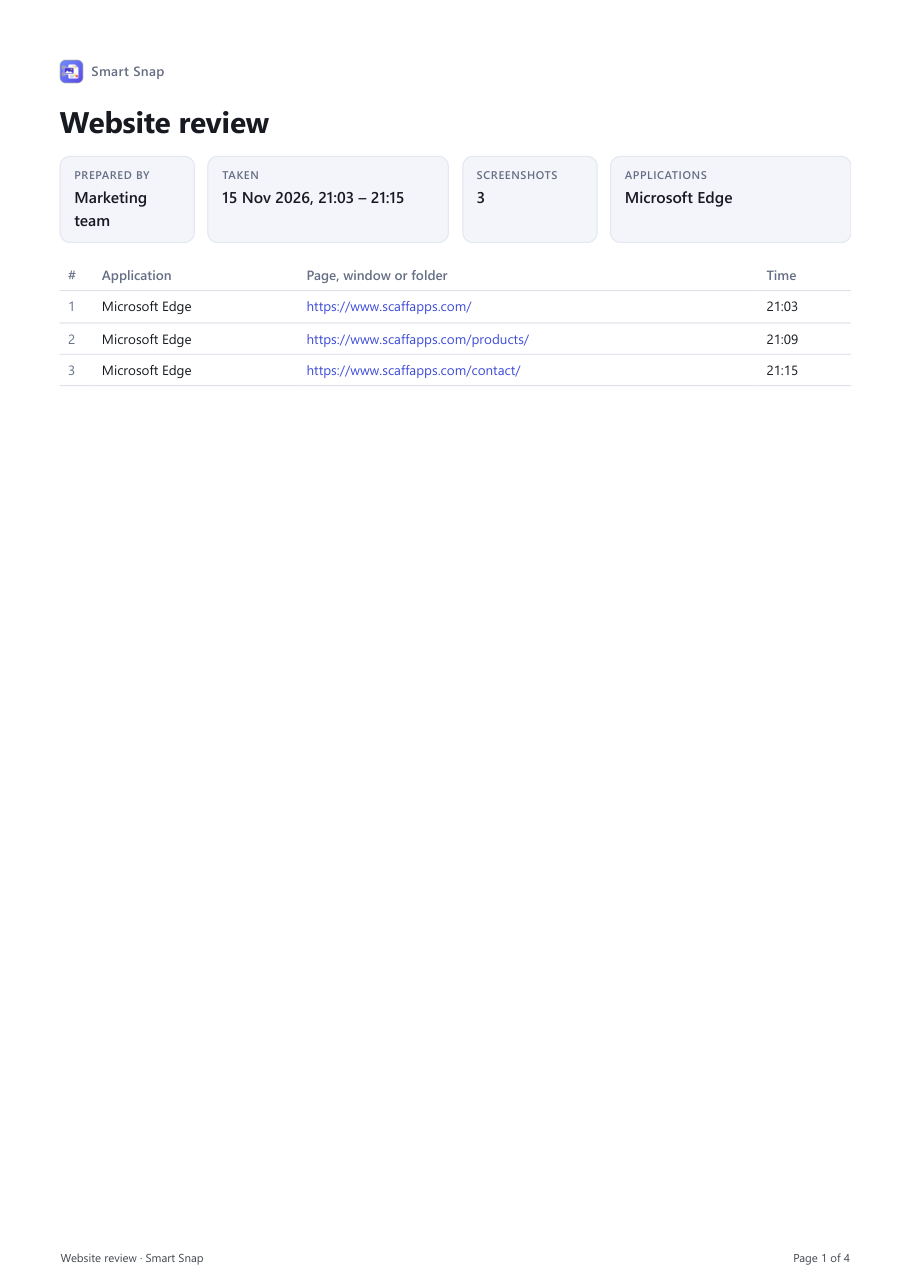 Smart Snap
Website review
PREPARED BY
Marketing
team
TAKEN
15 Nov 2026, 21:03 – 21:15
SCREENSHOTS
3
APPLICATIONS
Microsoft Edge
# Application Page, window or folder Time
1 Microsoft Edge https://www.scaffapps.com/ 21:03
2 Microsoft Edge https://www.scaffapps.com/products/ 21:09
3 Microsoft Edge https://www.scaffapps.com/contact/ 21:15
Website review · Smart Snap Page 1 of 4